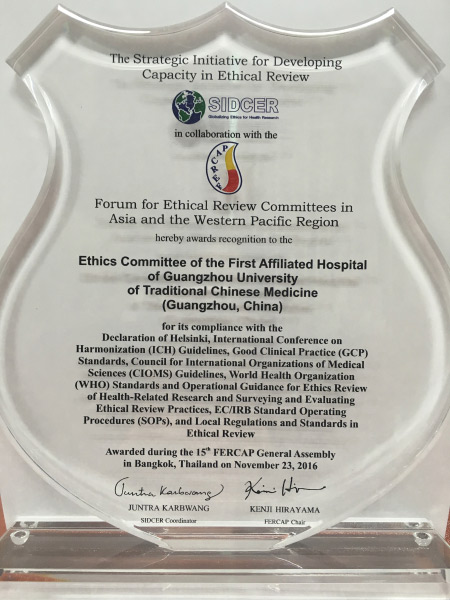 The Strategic Initiative for Developing
Capacity in Ethical Review
SIDCER
Globalizing Ethics for Health Research
in collaboration with the
FERCAP
Forum for Ethical Review Committees in
Asia and the Western Pacific Region
hereby awards recognition to the
Ethics Committee of the First Affiliated Hospital
of Guangzhou University
of Traditional Chinese Medicine
(Guangzhou, China)
for its compliance with the
Declaration of Helsinki, International Conference on
Harmonization (ICH) Guidelines, Good Clinical Practice (GCP)
Standards, Council for International Organizations of Medical
Sciences (CIOMS) Guidelines, World Health Organization
(WHO) Standards and Operational Guidance for Ethics Review
of Health-Related Research and Surveying and Evaluating
Ethical Review Practices, EC/IRB Standard Operating
Procedures (SOPs), and Local Regulations and Standards in
Ethical Review
Awarded during the 15th FERCAP General Assembly
in Bangkok, Thailand on November 23, 2016
Juntra Karbwang
JUNTRA KARBWANG KENJI HIRAYAMA
SIDCER Coordinator FERCAP Chair